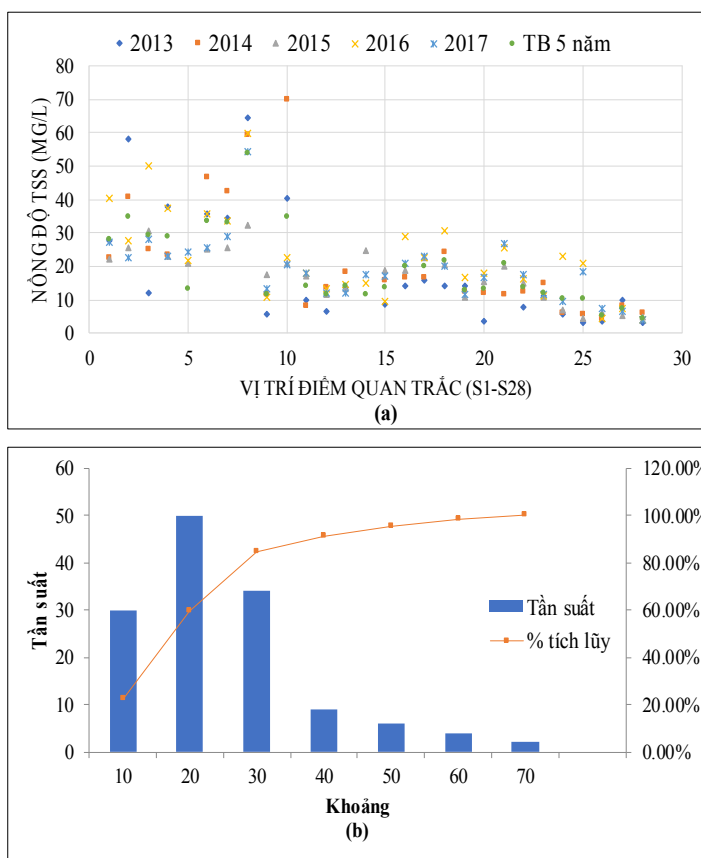 2013 2014 2015 2016 2017 TB 5 năm
80
70
60
50
40
30
20
10
0
NỒNG ĐỘ TSS (MG/L)
0 5 10 15 20 25 30
VỊ TRÍ ĐIỂM QUAN TRẮC (S1-S28)
(a)
60
50
40
30
20
10
0
Tần suất
120.00%
100.00%
80.00%
60.00%
40.00%
20.00%
0.00%
Tần suất
% tích lũy
10 20 30 40 50 60 70
Khoảng
(b)